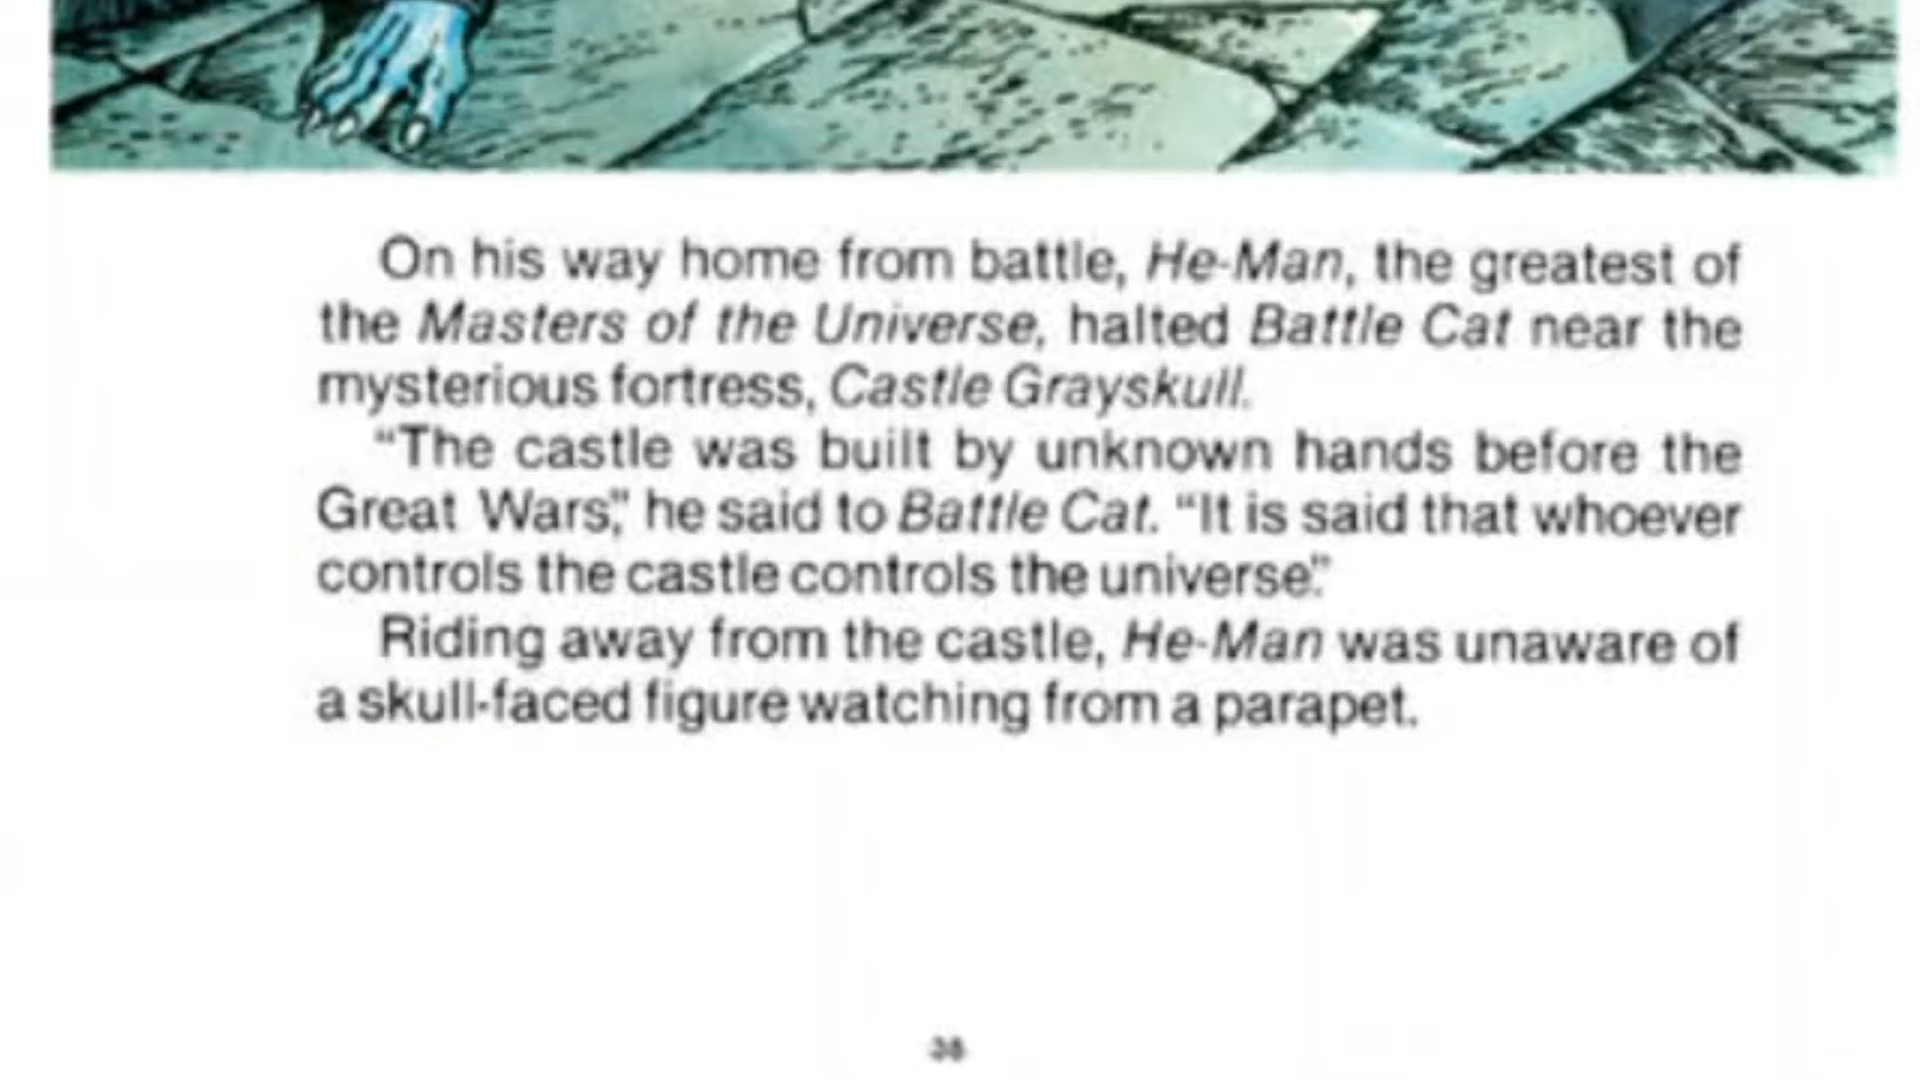 On his way home from battle, He-Man, the greatest of
the Masters of the Universe, halted Battle Cat near the
mysterious fortress, Castle Grayskull.
“The castle was built by unknown hands before the
Great Wars,” he said to Battle Cat. “It is said that whoever
controls the castle controls the universe.”
Riding away from the castle, He-Man was unaware of
a skull-faced figure watching from a parapet.